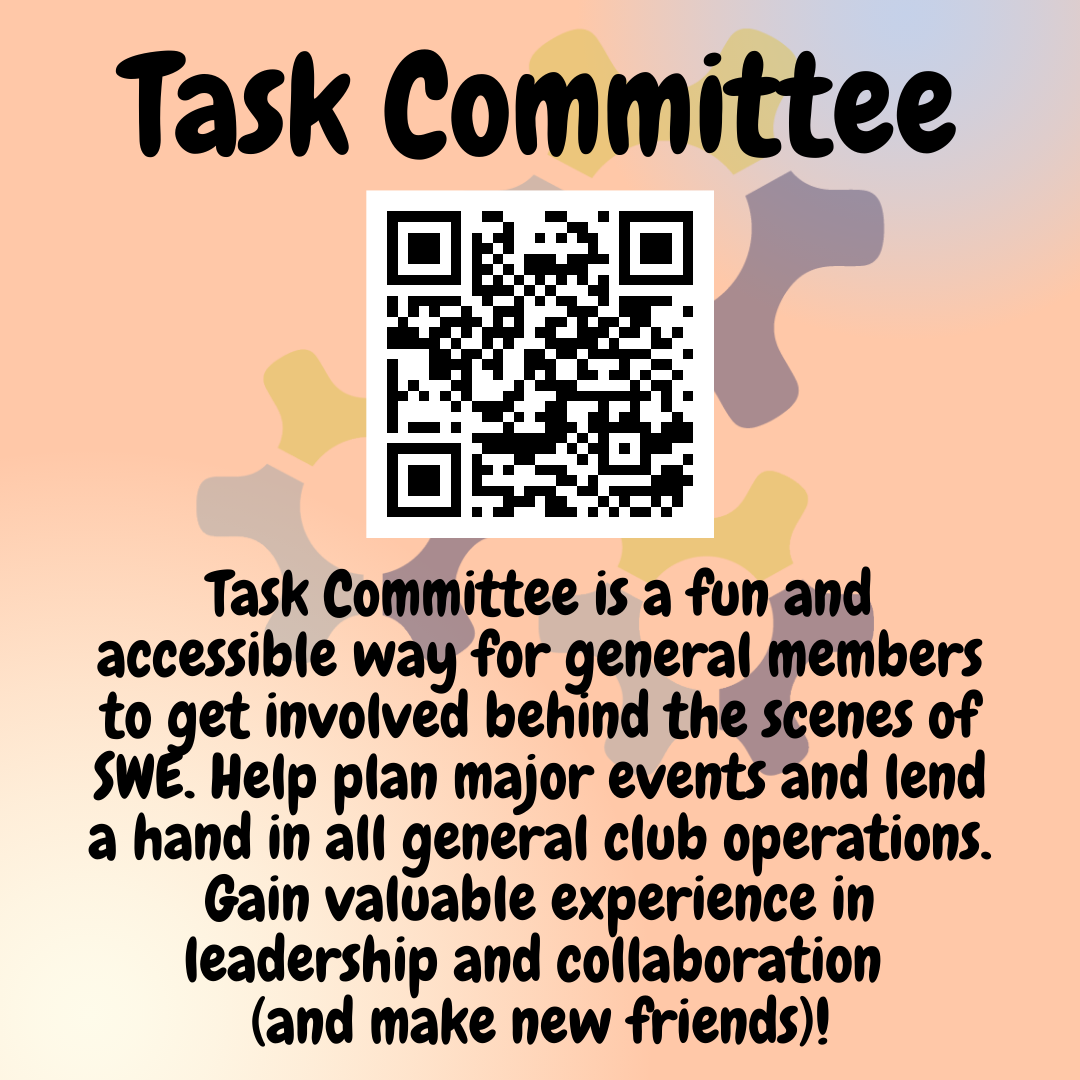 Task Committee
Task Committee is a fun and
accessible way for general members
to get involved behind the scenes of
SWE. Help plan major events and lend
a hand in all general club operations.
Gain valuable experience in
leadership and collaboration
(and make new friends)!